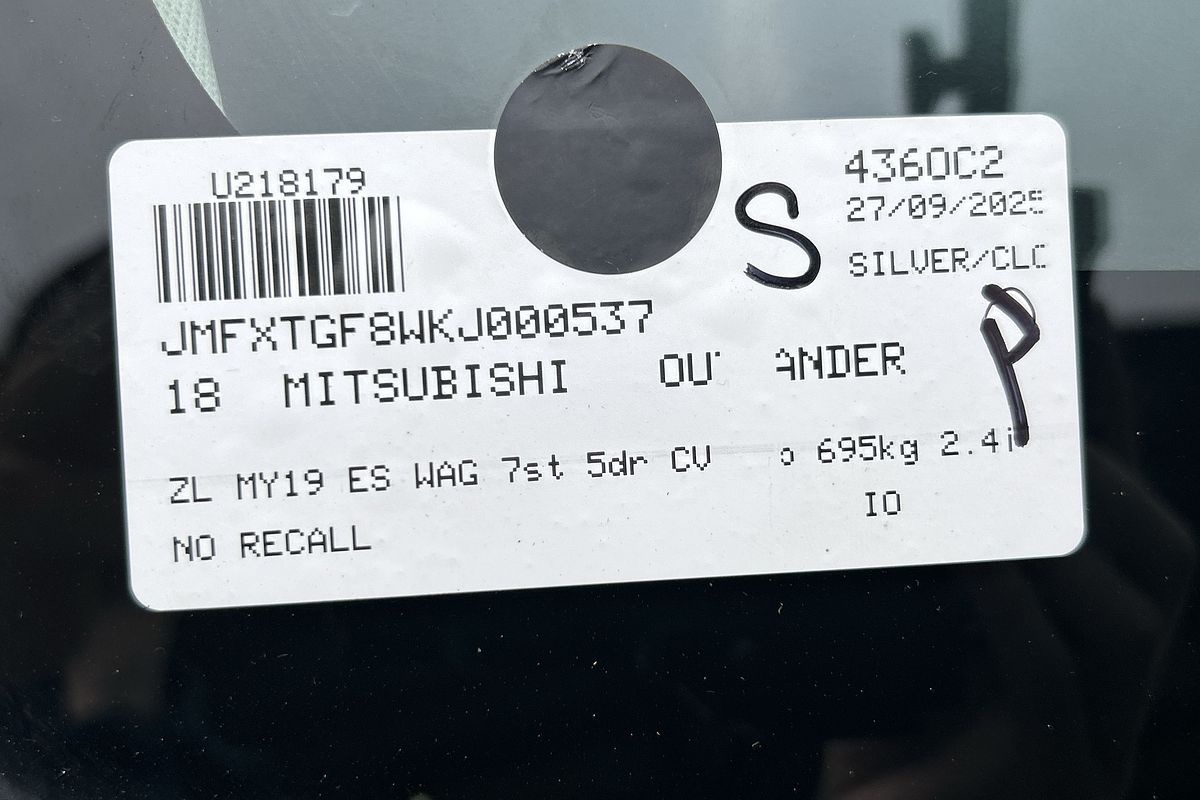 U218179
4360C2
27/09/2025
S
SILVER/CLC
JMFXTGF8WKJ000537
P
18 MITSUBISHI
ZL MY19 ES WAG 7st 5dr CV 695kg 2.4i
IO
NO RECALL